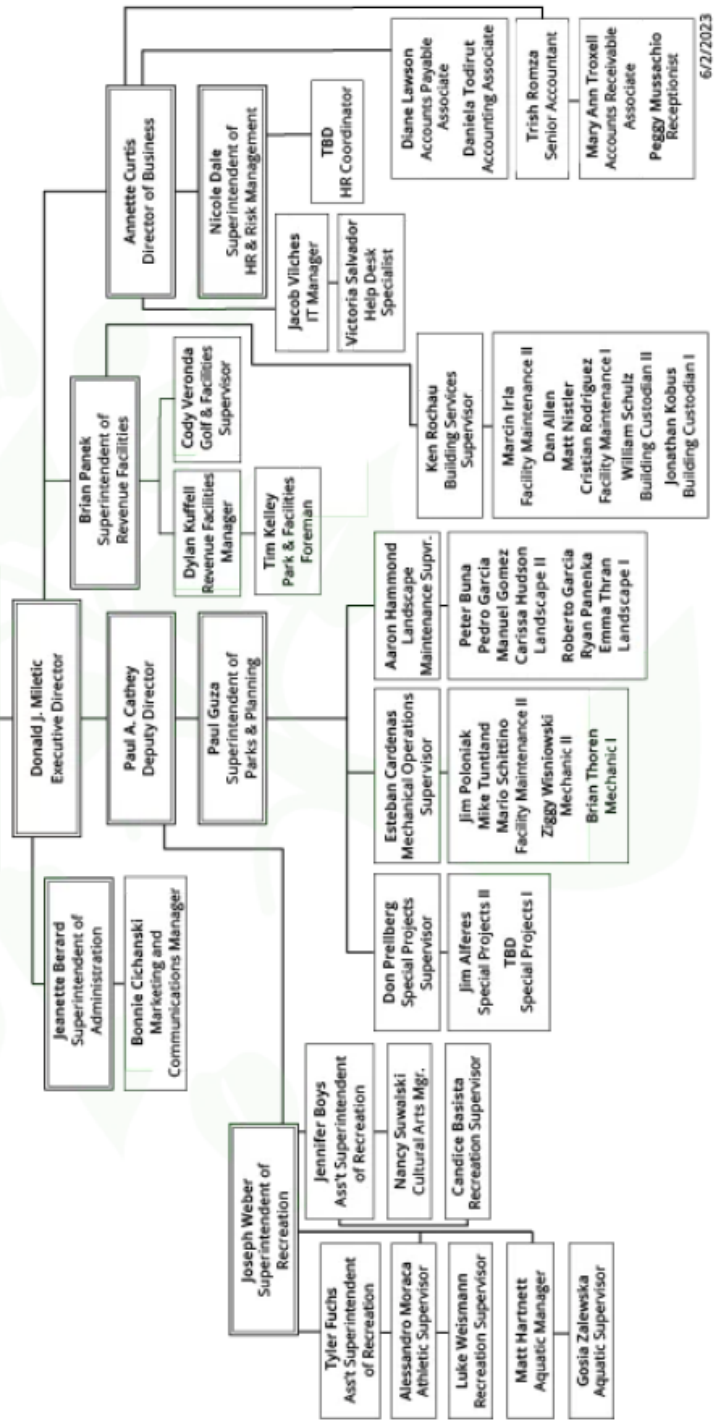 Donald J. Miletic
Executive Director
Jeanette Berard
Superintendent of
Administration
Bonnie Cichanski
Marketing and
Communications Manager
Paul A. Cathey
Deputy Director
Paul Guza
Superintendent of
Parks & Planning
Brian Panek
Superintendent of
Revenue Facilities
Dylan Kuffell
Revenue Facilities
Manager
Cody Veronda
Golf & Facilities
Supervisor
Tim Kelley
Park & Facilities
Foreman
Annette Curtis
Director of Business
Nicole Dale
Superintendent of
HR & Risk Management
TBD
HR Coordinator
Jacob Vilches
IT Manager
Victoria Salvador
Help Desk
Specialist
Joseph Weber
Superintendent of
Recreation
Tyler Fuchs
Ass't Superintendent
of Recreation
Alessandro Moraca
Athletic Supervisor
Luke Weismann
Recreation Supervisor
Matt Hartnett
Aquatic Manager
Gosia Zalewska
Aquatic Supervisor
Jennifer Boys
Ass't Superintendent
of Recreation
Nancy Suwalski
Cultural Arts Mgr.
Candice Basista
Recreation Supervisor
Don Prellberg
Special Projects
Supervisor
Jim Alferes
Special Projects II
TBD
Special Projects I
Esteban Cardenas
Mechanical Operations
Supervisor
Jim Poloniak
Mike Tuntland
Mario Schittino
Facility Maintenance II
Ziggy Wisniowski
Mechanic II
Brian Thoren
Mechanic I
Aaron Hammond
Landscape
Maintenance Supvr.
Peter Buna
Pedro Garcia
Manuel Gomez
Carissa Hudson
Landscape II
Roberto Garcia
Ryan Panenka
Emma Thran
Landscape I
Ken Rochau
Building Services
Supervisor
Marcin Irla
Facility Maintenance II
Dan Allen
Matt Nistler
Cristian Rodriguez
Facility Maintenance I
William Schulz
Building Custodian II
Jonathan Kobus
Building Custodian I
Diane Lawson
Accounts Payable
Associate
Daniela Todirut
Accounting Associate
Trish Romza
Senior Accountant
Mary Ann Troxell
Accounts Receivable
Associate
Peggy Mussachio
Receptionist
6/2/2023